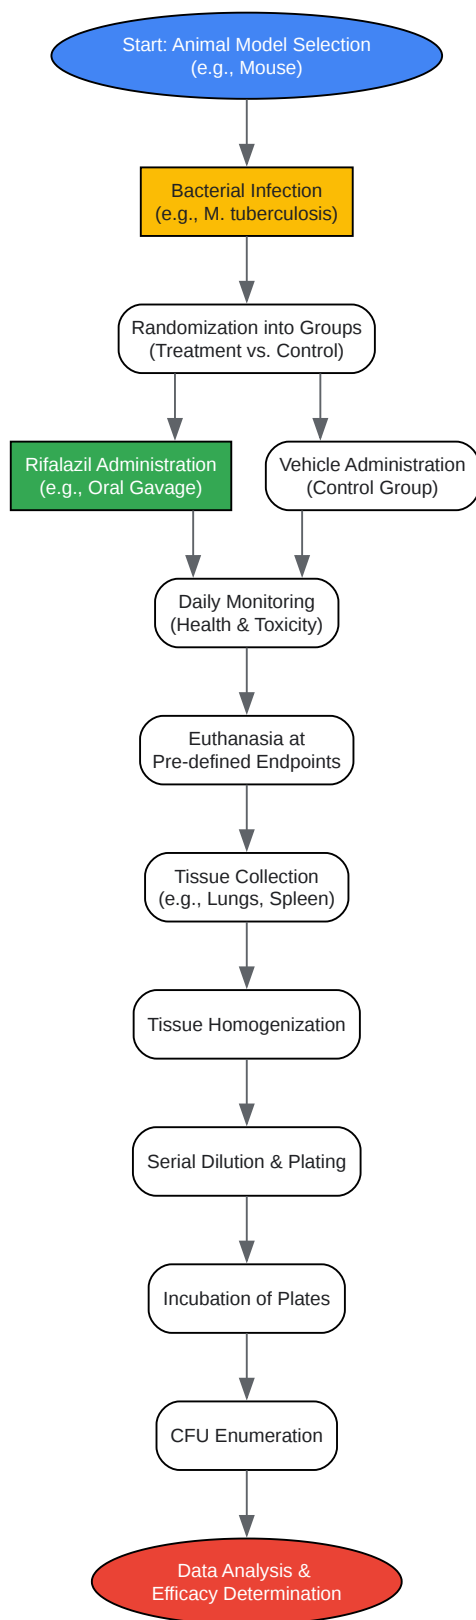 Start: Animal Model Selection
(e.g., Mouse)
Bacterial Infection
(e.g., M. tuberculosis)
Randomization into Groups
(Treatment vs. Control)
Rifalazil Administration
(e.g., Oral Gavage)
Vehicle Administration
(Control Group)
Daily Monitoring
(Health & Toxicity)
Euthanasia at
Pre-defined Endpoints
Tissue Collection
(e.g., Lungs, Spleen)
Tissue Homogenization
Serial Dilution & Plating
Incubation of Plates
CFU Enumeration
Data Analysis &
Efficacy Determination